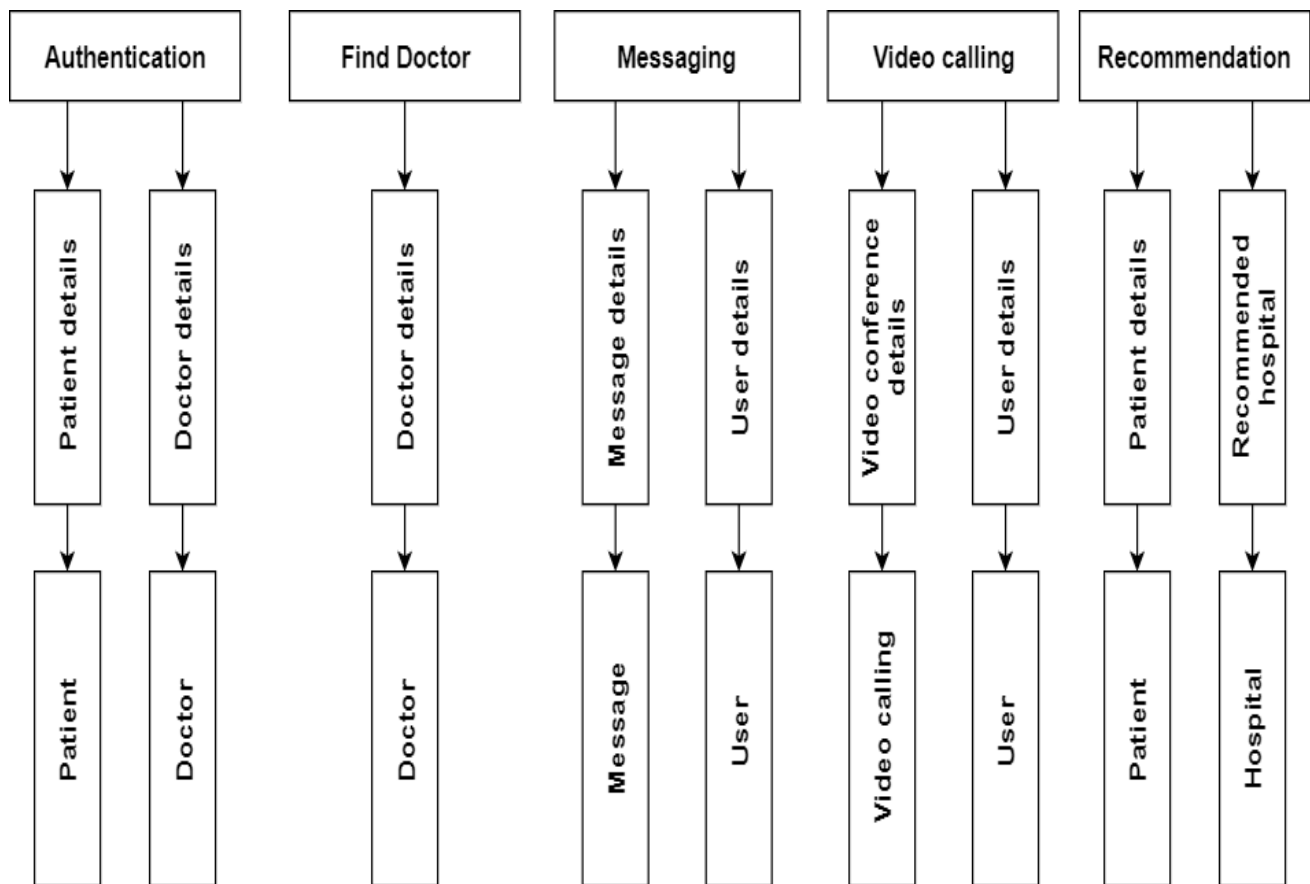 Authentication
Find Doctor
Messaging
Video calling
Recommendation
Patient details
Doctor details
Doctor details
Message details
User details
Video conference
details
User details
Patient details
Recommended
hospital
Patient
Doctor
Doctor
Message
User
Video calling
User
Patient
Hospital